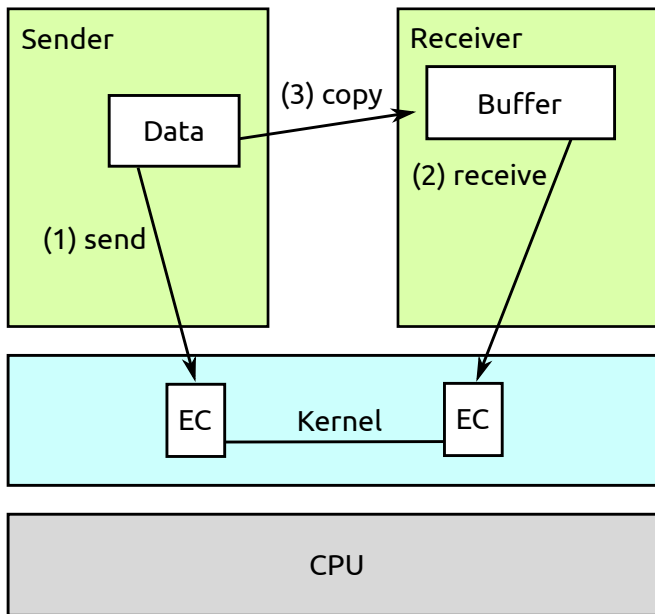 Sender
Receiver
(3) copy
Buffer
Data
(2) receive
(1) send
EC
Kernel
EC
CPU